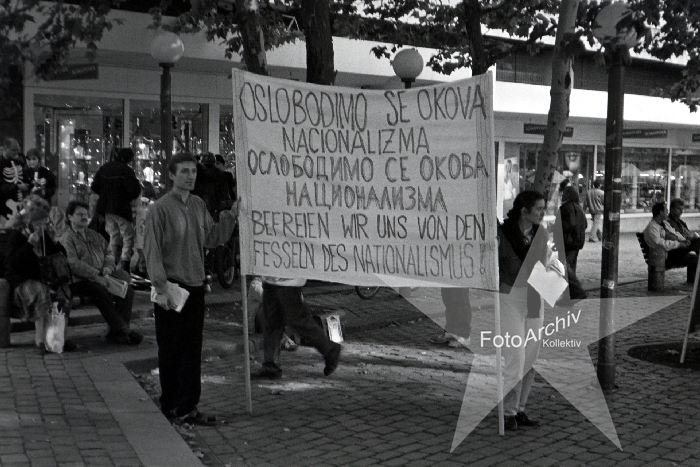 OSLOBODIMO SE OKOVA
NACIONALIZMA
ОСЛОБОДИМО СЕ ОКОВА
НАЦИОНАЛИЗМА
BEFREIEN WIR UNS VON DEN
FESSELN DES NATIONALISMUS!
FotoArchiv
Kollektiv